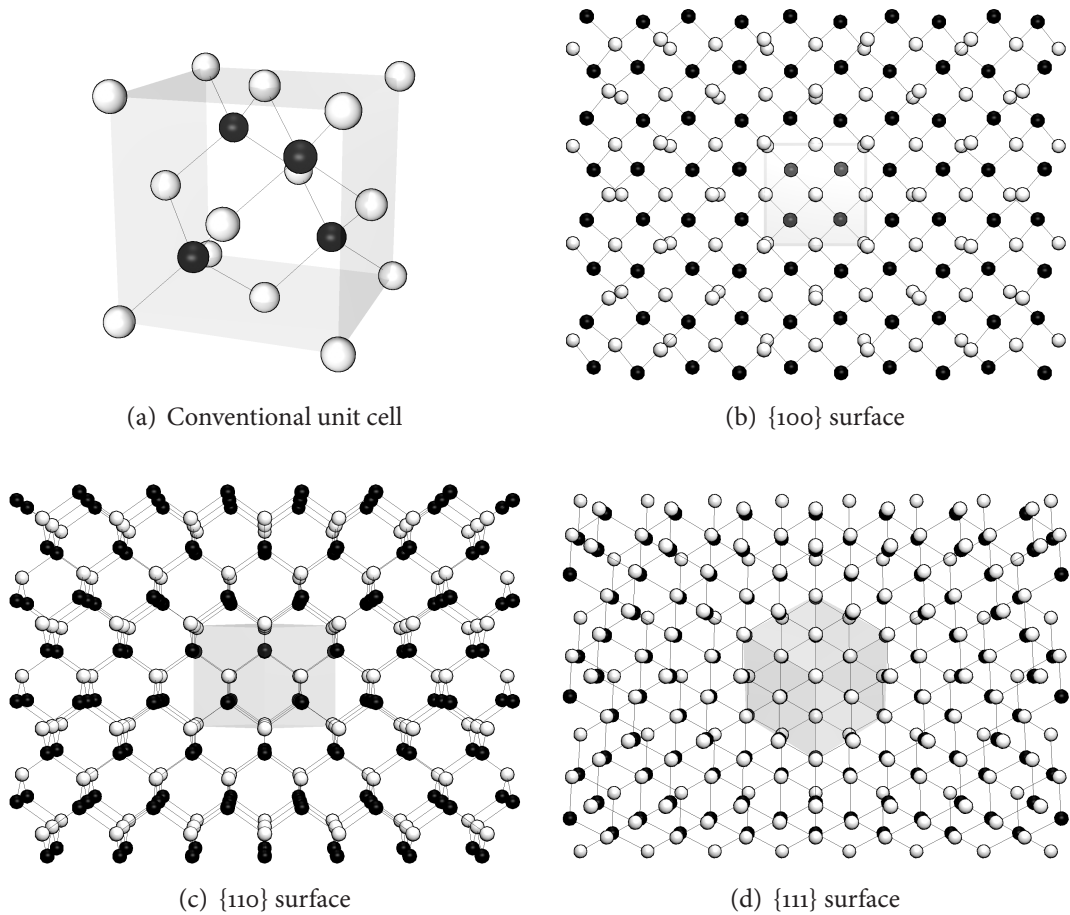 (a) Conventional unit cell
(b) {100} surface
(c) {110} surface
(d) {111} surface